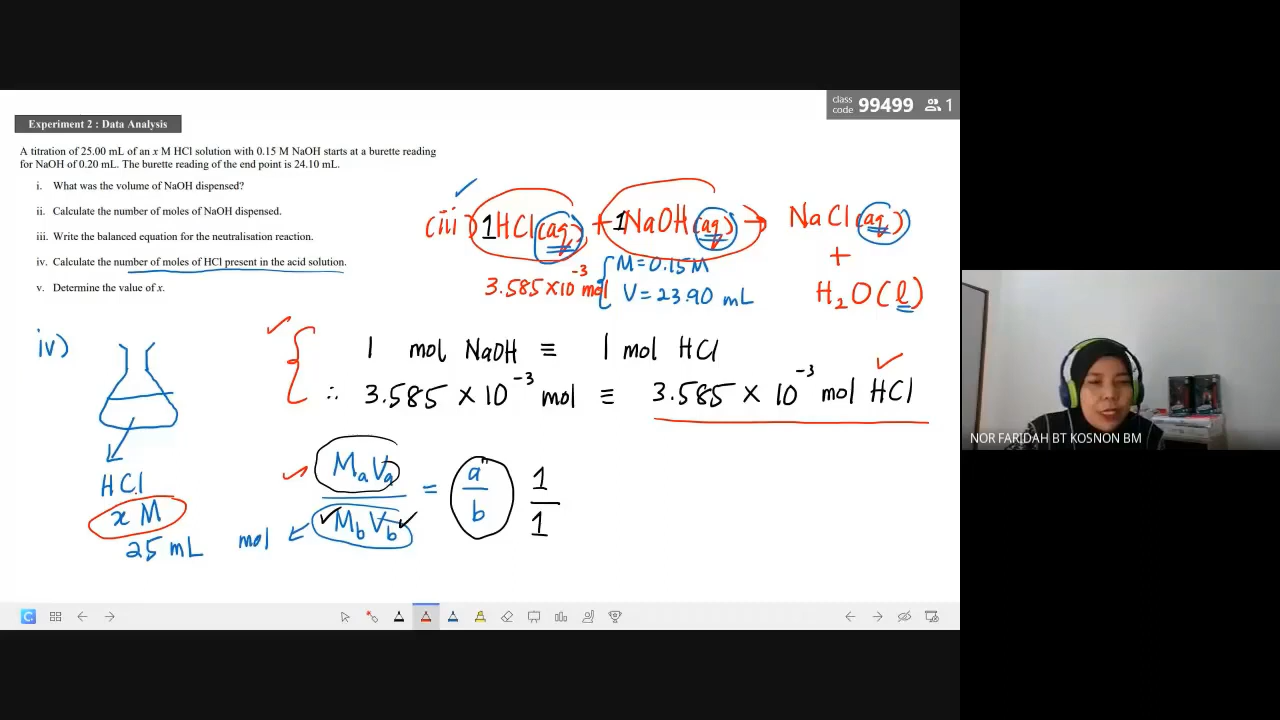 class code 99499 1
Experiment 2 : Data Analysis
A titration of 25.00 mL of an x M HCl solution with 0.15 M NaOH starts at a burette reading
for NaOH of 0.20 mL. The burette reading of the end point is 24.10 mL.
i. What was the volume of NaOH dispensed?
ii. Calculate the number of moles of NaOH dispensed.
iii. Write the balanced equation for the neutralisation reaction.
iv. Calculate the number of moles of HCl present in the acid solution.
v. Determine the value of x.
(iii) 1HCl(aq) + 1NaOH(aq) → NaCl(aq)
+
H₂O(l)
3.585 × 10⁻³ mol
M = 0.15 M
V = 23.90 mL
iv)
1 mol NaOH ≡ 1 mol HCl
∴ 3.585 × 10⁻³ mol ≡ 3.585 × 10⁻³ mol HCl
HCl
x M
25 mL
mol
MaVa
MbVb
=
a
b
1
1
NOR FARIDAH BT KOSNON BM